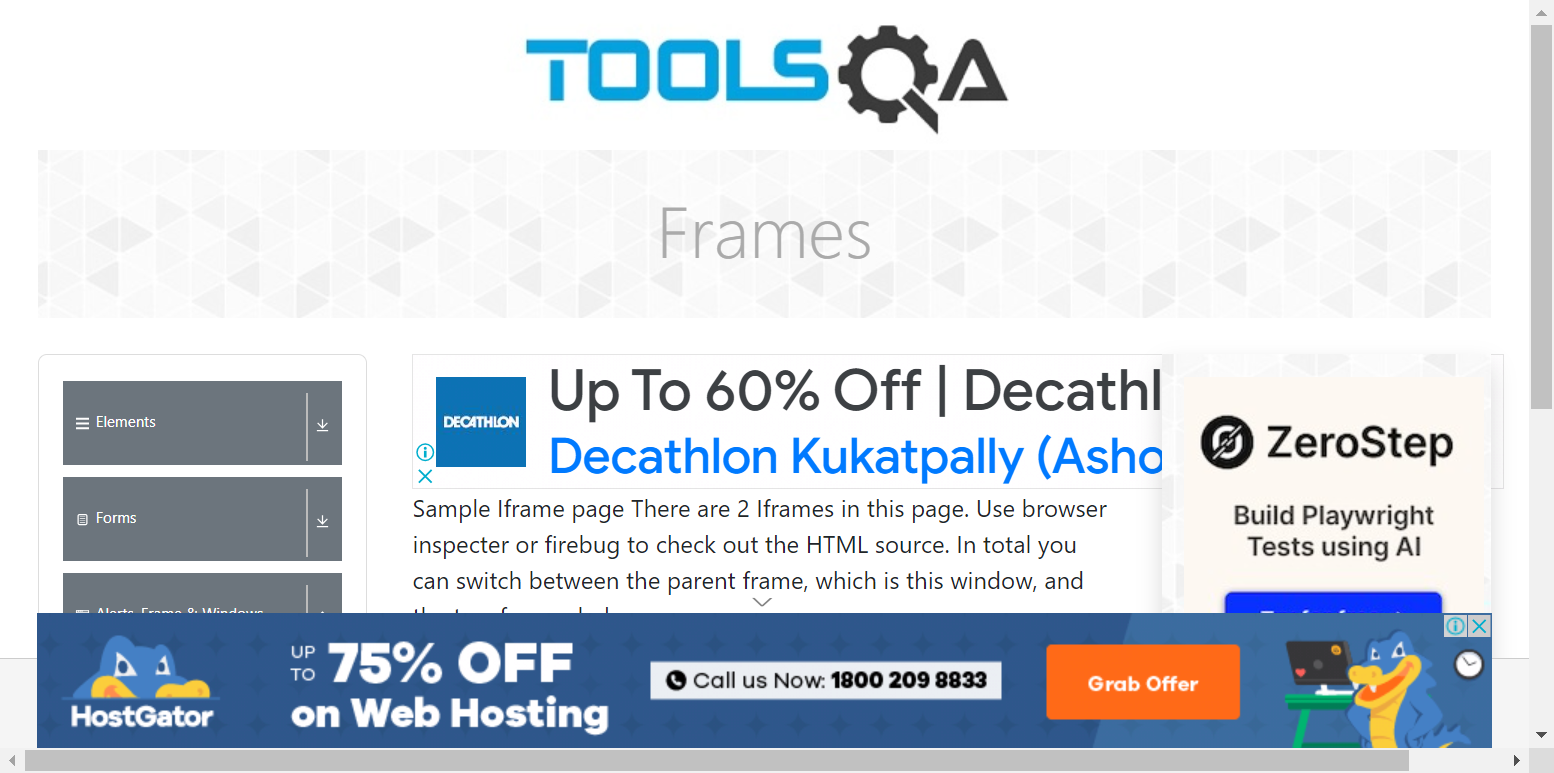 TOOLSQA
Frames
Elements
Forms
Alerts, Frame & Windows
DECATHLON
Up To 60% Off | Decathl
Decathlon Kukatpally (Asho
Sample Iframe page There are 2 Iframes in this page. Use browser
inspecter or firebug to check out the HTML source. In total you
can switch between the parent frame, which is this window, and
ZeroStep
Build Playwright
Tests using AI
HostGator
UP TO 75% OFF
on Web Hosting
Call us Now: 1800 209 8833
Grab Offer